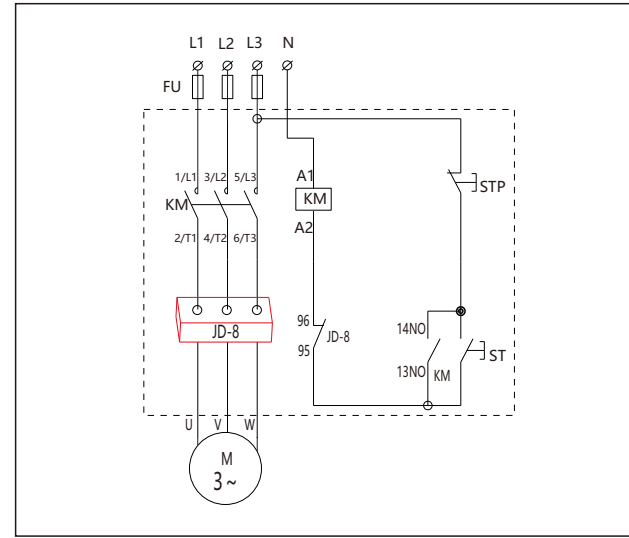 L1 L2 L3 N
FU
1/L1 3/L2 5/L3 A1
KM KM STP
A2
2/T1 4/T2 6/T3
96 14NO
JD-8 JD-8
95 ST
13NO KM
U V W
M
3~